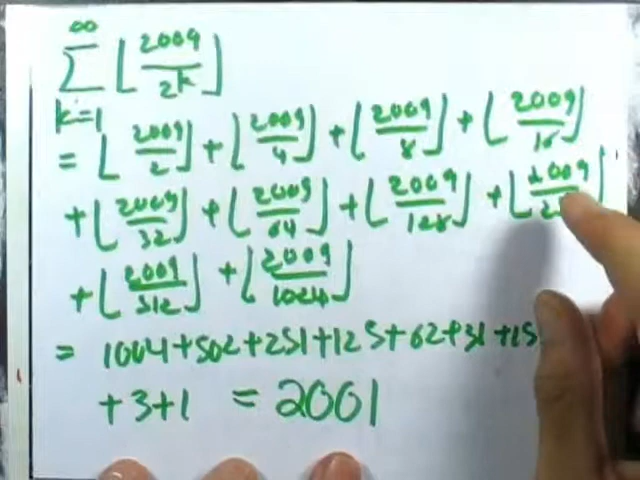 ∞
∑ ⌊2009/2^k⌋
k=1
= ⌊2009/2⌋ + ⌊2009/4⌋ + ⌊2009/8⌋ + ⌊2009/16⌋
+ ⌊2009/32⌋ + ⌊2009/64⌋ + ⌊2009/128⌋ + ⌊2009/
+ ⌊2009/512⌋ + ⌊2009/1024⌋
= 1004+502+251+125+62+31+15
+3+1 = 2001